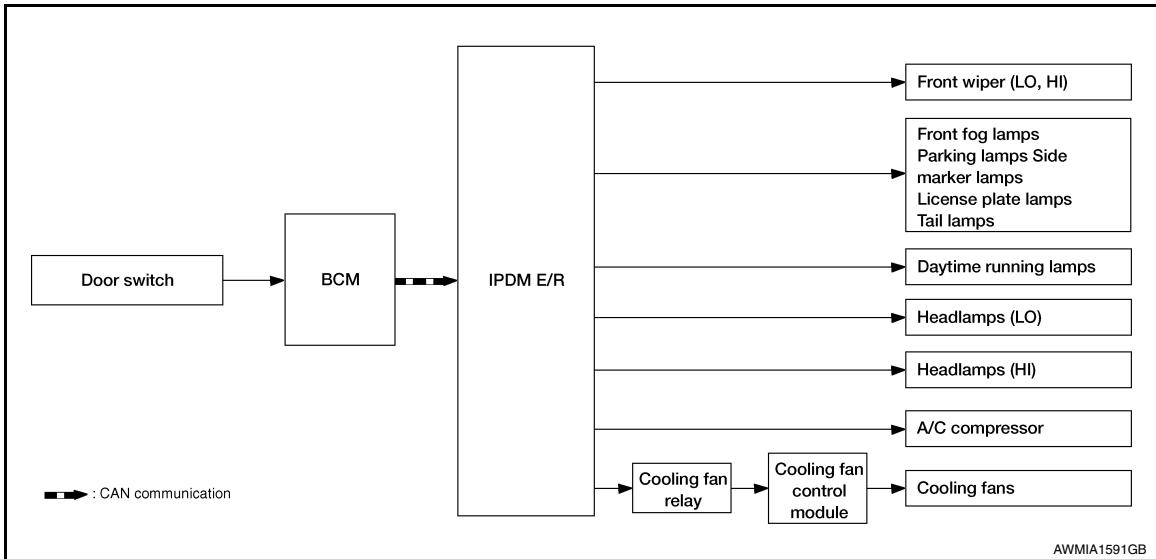 Front wiper (LO, HI)
Front fog lamps
Parking lamps Side
marker lamps
License plate lamps
Tail lamps
Door switch
BCM
IPDM E/R
Daytime running lamps
Headlamps (LO)
Headlamps (HI)
A/C compressor
Cooling fan
relay
Cooling fan
control
module
Cooling fans
: CAN communication
AWMIA1591GB